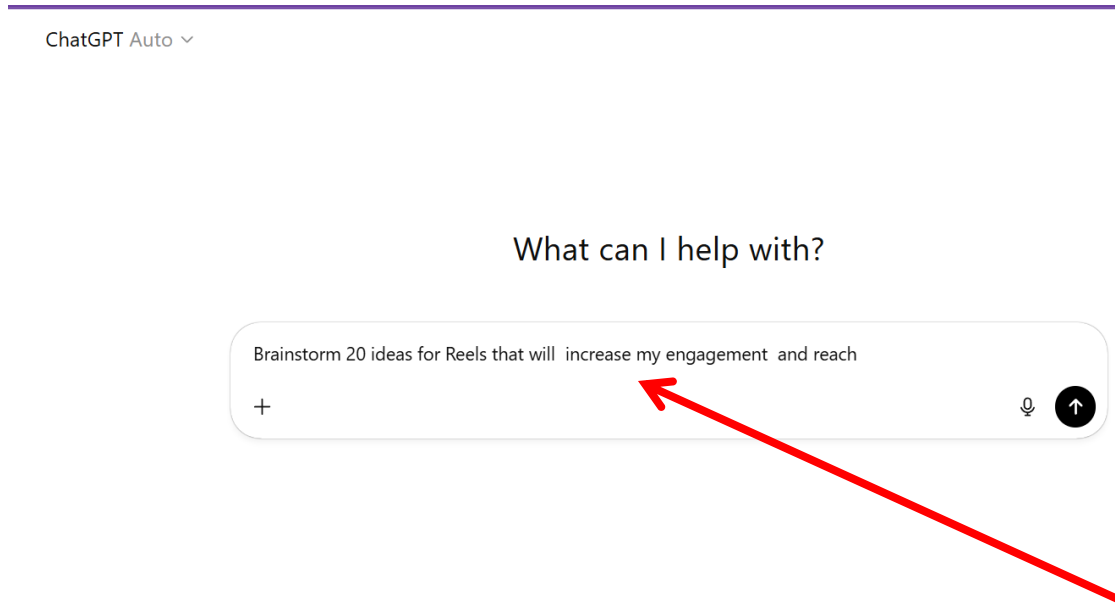 ChatGPT Auto
What can I help with?
Brainstorm 20 ideas for Reels that will  increase my engagement  and reach